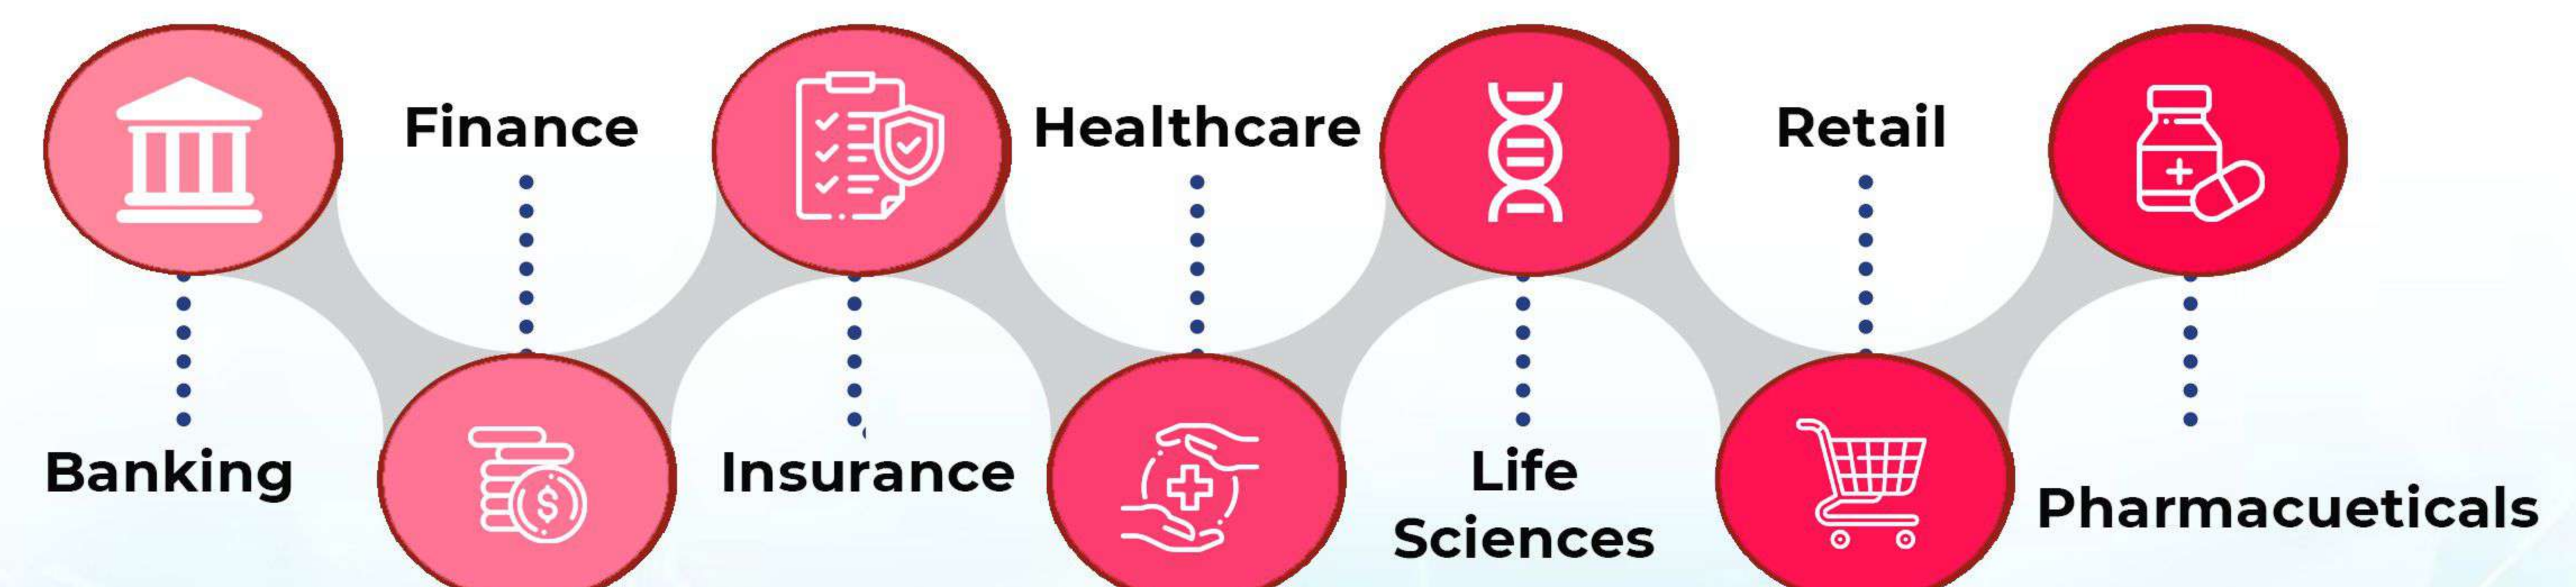 Banking
Finance
Insurance
Healthcare
Life
Sciences
Retail
Pharmacueticals